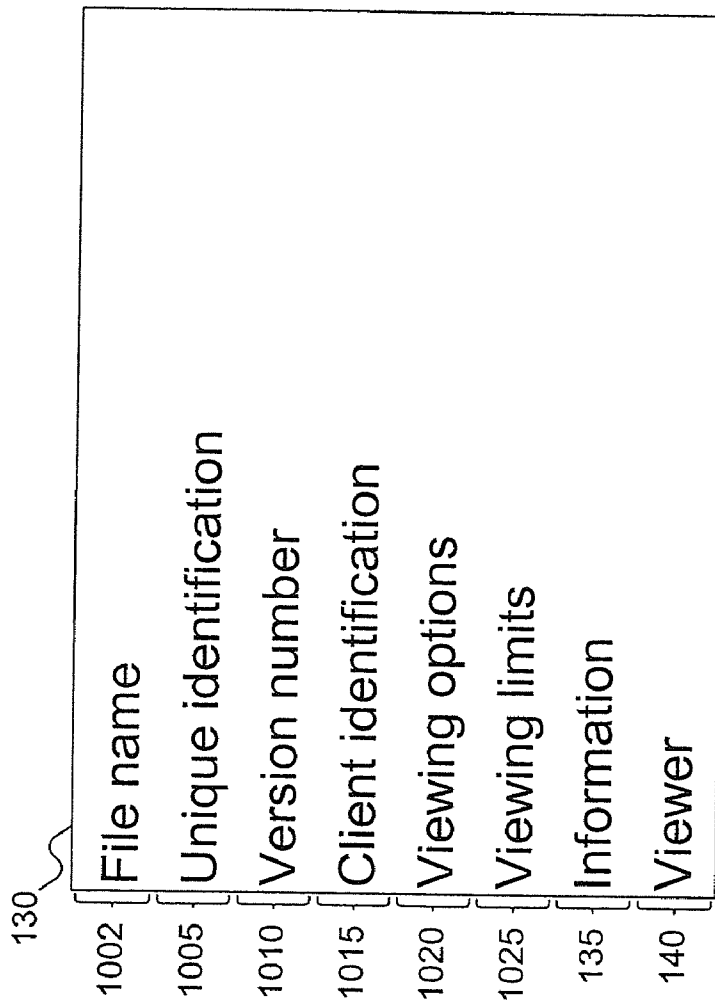 130
1002 File name
1005 Unique identification
1010 Version number
1015 Client identification
1020 Viewing options
1025 Viewing limits
135 Information
140 Viewer